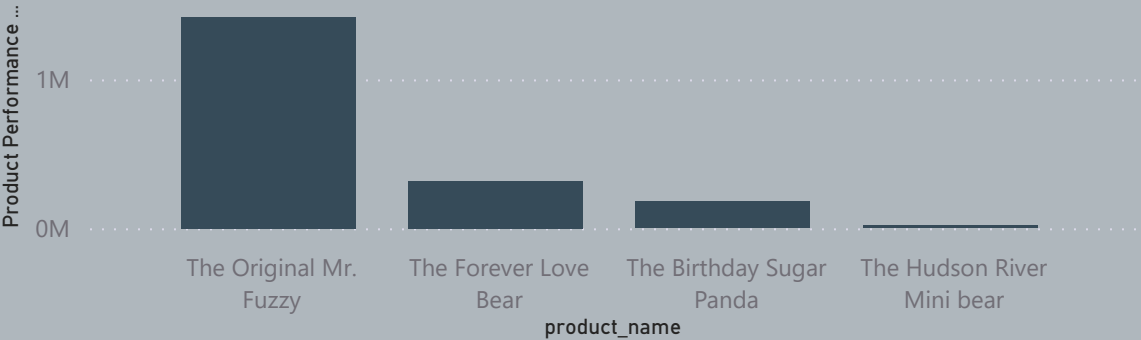 Product Performance ...
1M
0M
The Original Mr.
Fuzzy
The Forever Love
Bear
The Birthday Sugar
Panda
The Hudson River
Mini bear
product_name